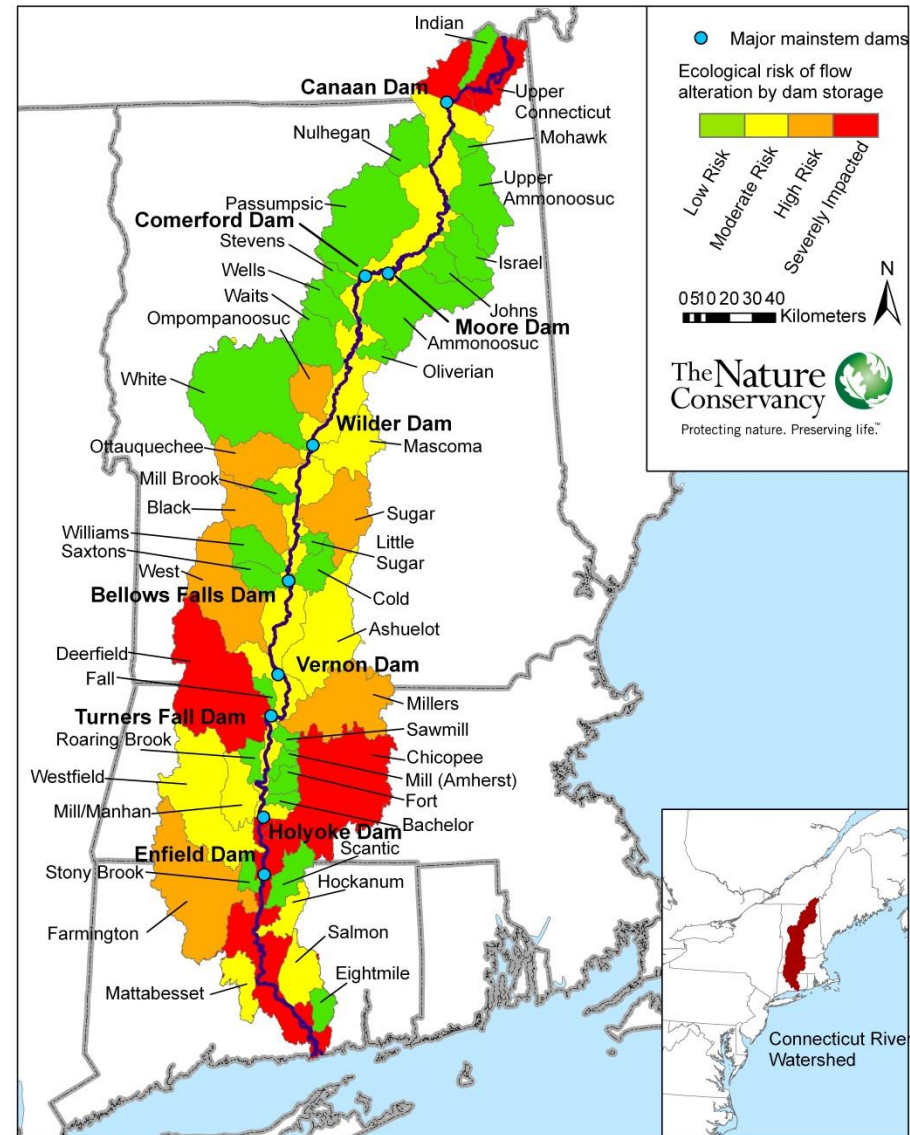 Indian
Canaan Dam
Upper
Connecticut
Nulhegan
Mohawk
Upper
Ammonoosuc
Passumpsic
Comerford Dam
Stevens
Israel
Wells
Waits
Johns
Moore Dam
Ompompanoosuc
Ammonoosuc
Oliverian
White
Wilder Dam
Mascoma
Ottauquechee
Mill Brook
Black
Sugar
Williams
Little
Sugar
Saxtons
West
Cold
Bellows Falls Dam
Ashuelot
Deerfield
Vernon Dam
Fall
Millers
Turners Fall Dam
Sawmill
Roaring Brook
Chicopee
Mill (Amherst)
Westfield
Fort
Mill/Manhan
Bachelor
Holyoke Dam
Enfield Dam
Scantic
Stony Brook
Hockanum
Farmington
Salmon
Eightmile
Mattabesset
Major mainstem dams
Ecological risk of flow
alteration by dam storage
Low Risk
Moderate Risk
High Risk
Severely Impacted
N
0 5 10 20 30 40
Kilometers
The Nature
Conservancy
Protecting nature. Preserving life.™
Connecticut River
Watershed